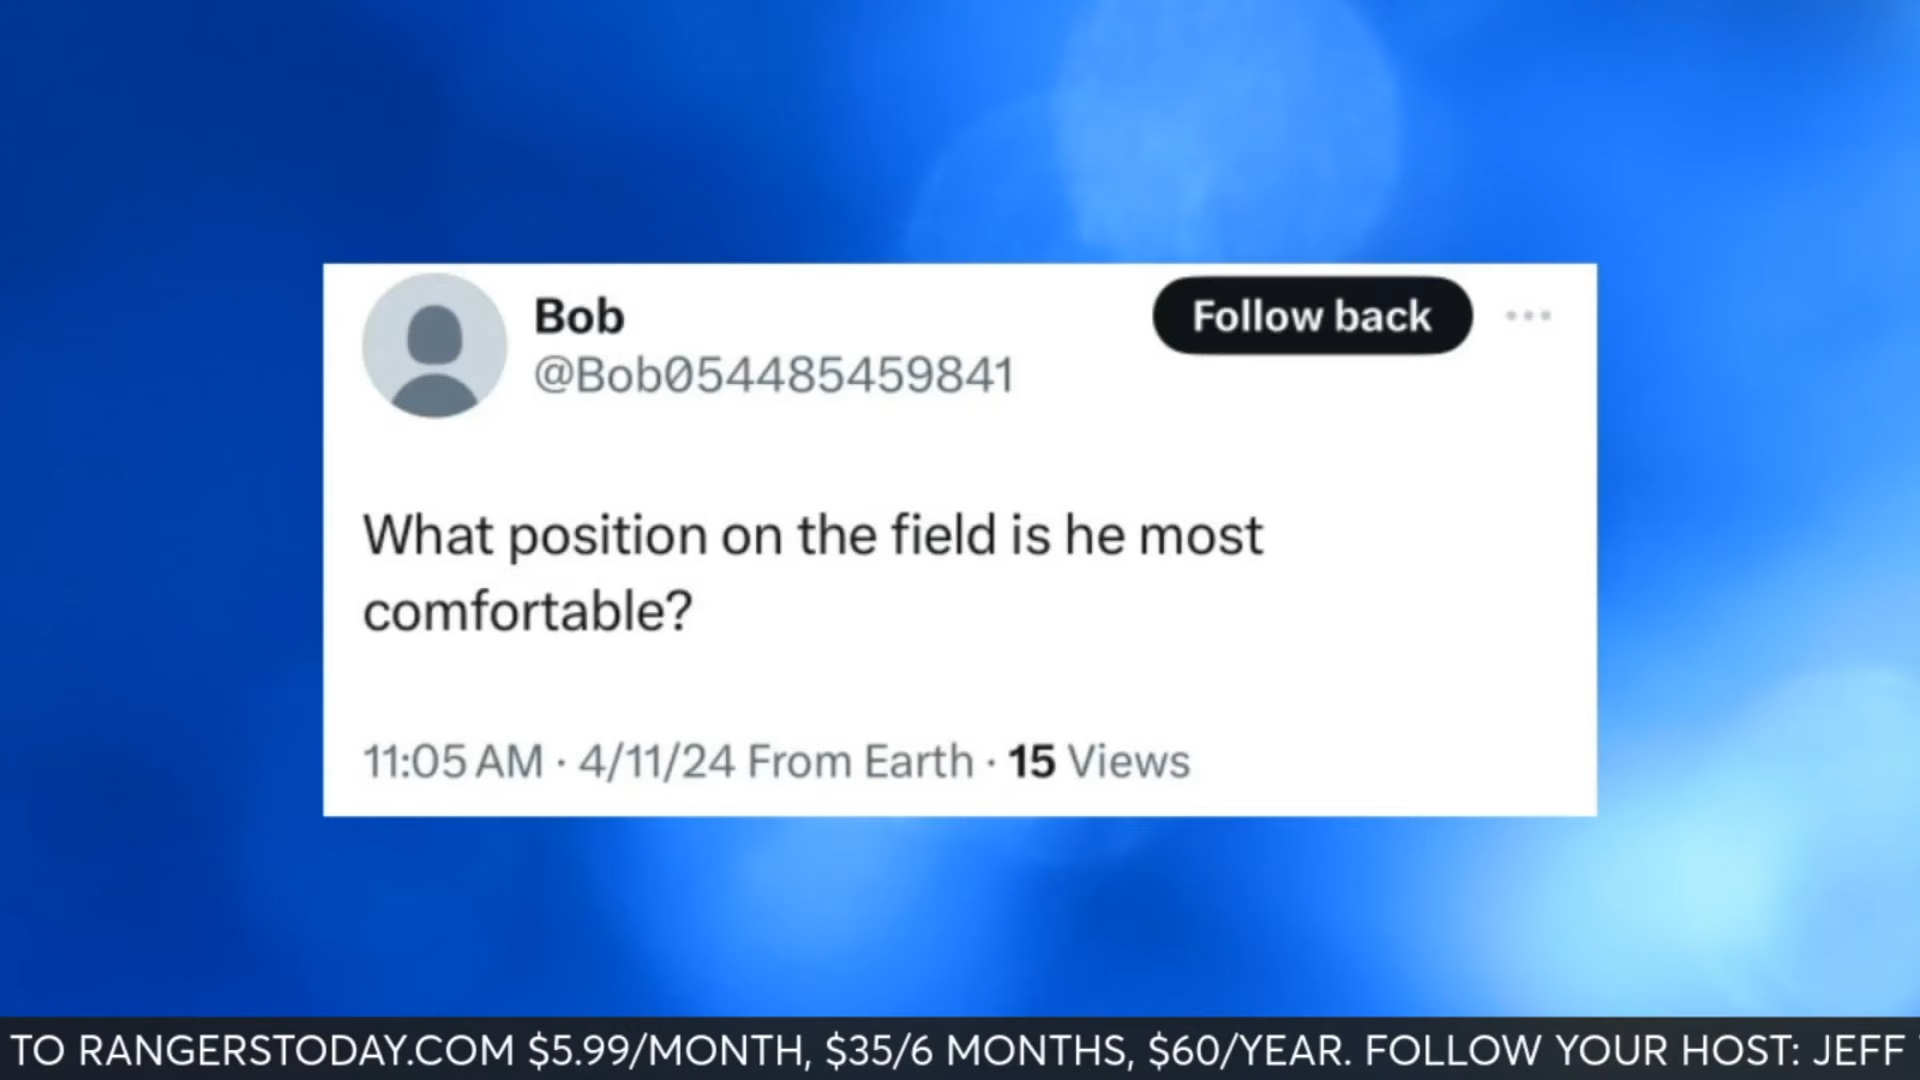 Bob
Follow back
@Bob054485459841
What position on the field is he most
comfortable?
11:05 AM · 4/11/24 From Earth · 15 Views
TO RANGERSTODAY.COM $5.99/MONTH, $35/6 MONTHS, $60/YEAR. FOLLOW YOUR HOST: JEFF